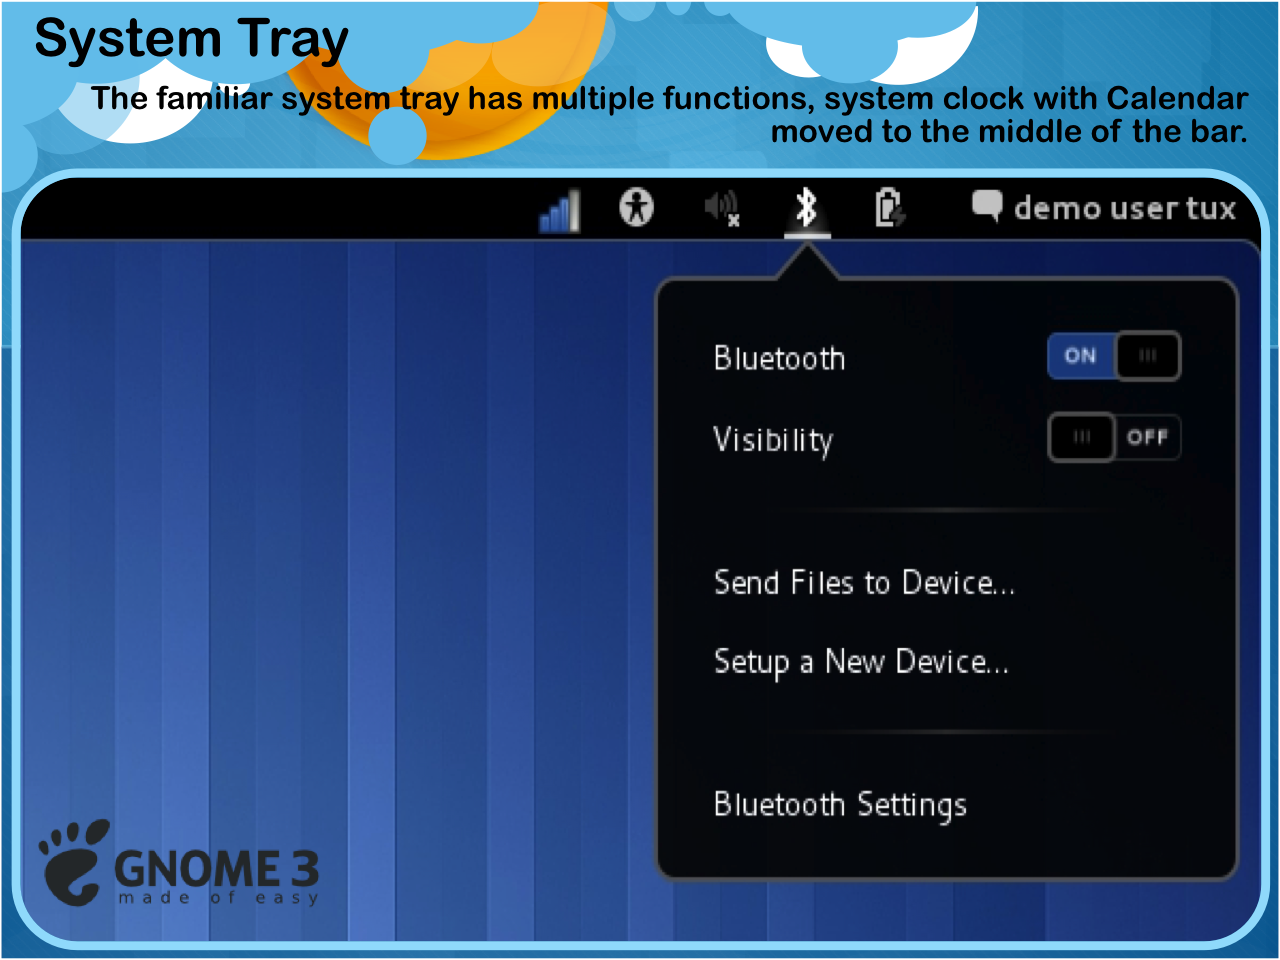 System Tray
The familiar system tray has multiple functions, system clock with Calendar
moved to the middle of the bar.
demo user tux
Bluetooth ON
Visibility OFF
Send Files to Device...
Setup a New Device...
Bluetooth Settings
GNOME 3
made of easy